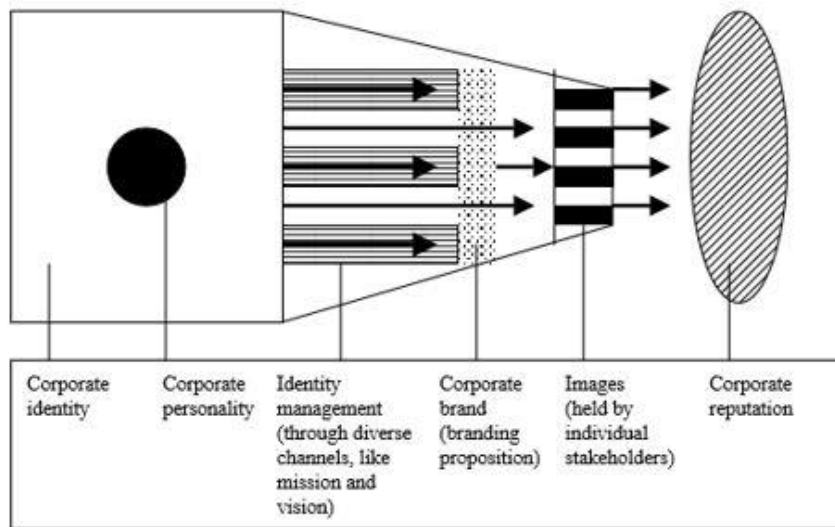 Corporate
identity
Corporate
personality
Identity
management
(through diverse
channels, like
mission and
vision)
Corporate
brand
(branding
proposition)
Images
(held by
individual
stakeholders)
Corporate
reputation